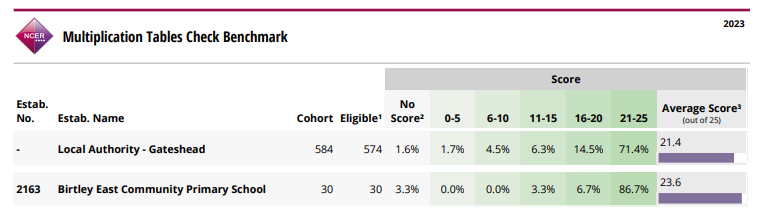 2023
NCER
Multiplication Tables Check Benchmark
Score
Estab. No. Estab. Name Cohort Eligible¹ No Score² 0-5 6-10 11-15 16-20 21-25 Average Score³ (out of 25)
- Local Authority - Gateshead 584 574 1.6% 1.7% 4.5% 6.3% 14.5% 71.4% 21.4
2163 Birtley East Community Primary School 30 30 3.3% 0.0% 0.0% 3.3% 6.7% 86.7% 23.6